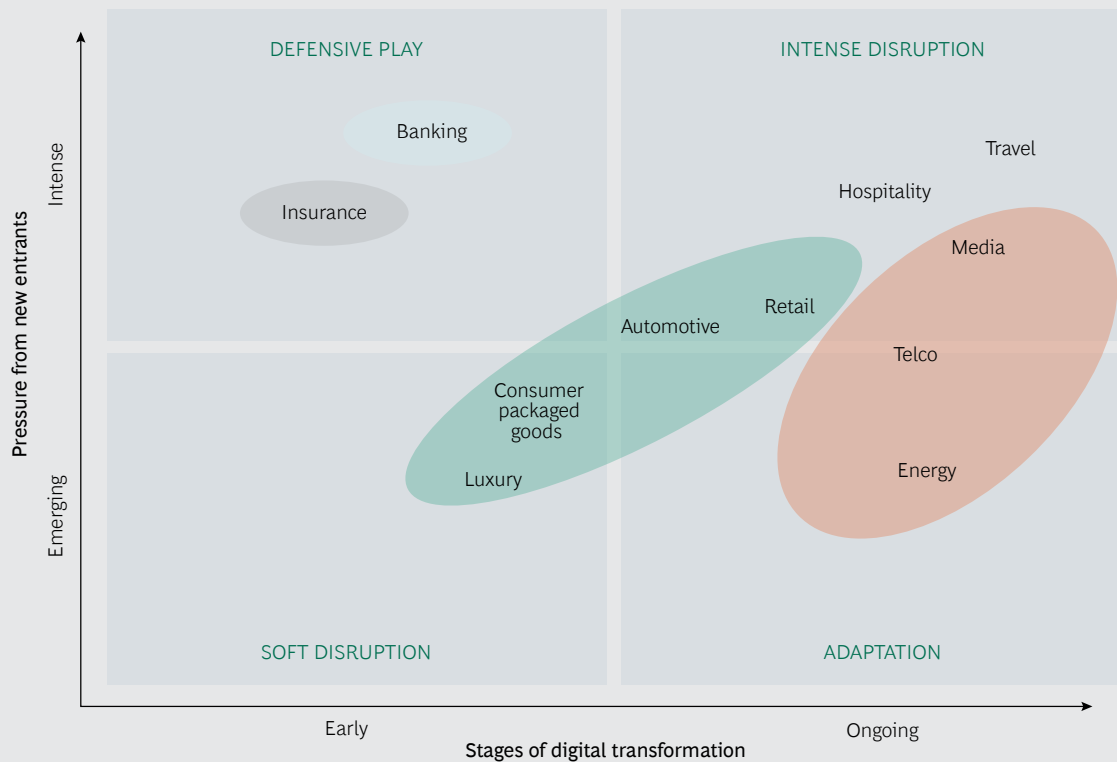 DEFENSIVE PLAY
INTENSE DISRUPTION
Banking
Travel
Intense
Hospitality
Insurance
Media
Retail
Automotive
Pressure from new entrants
Telco
Consumer
packaged
goods
Energy
Luxury
Emerging
SOFT DISRUPTION
ADAPTATION
Early
Ongoing
Stages of digital transformation